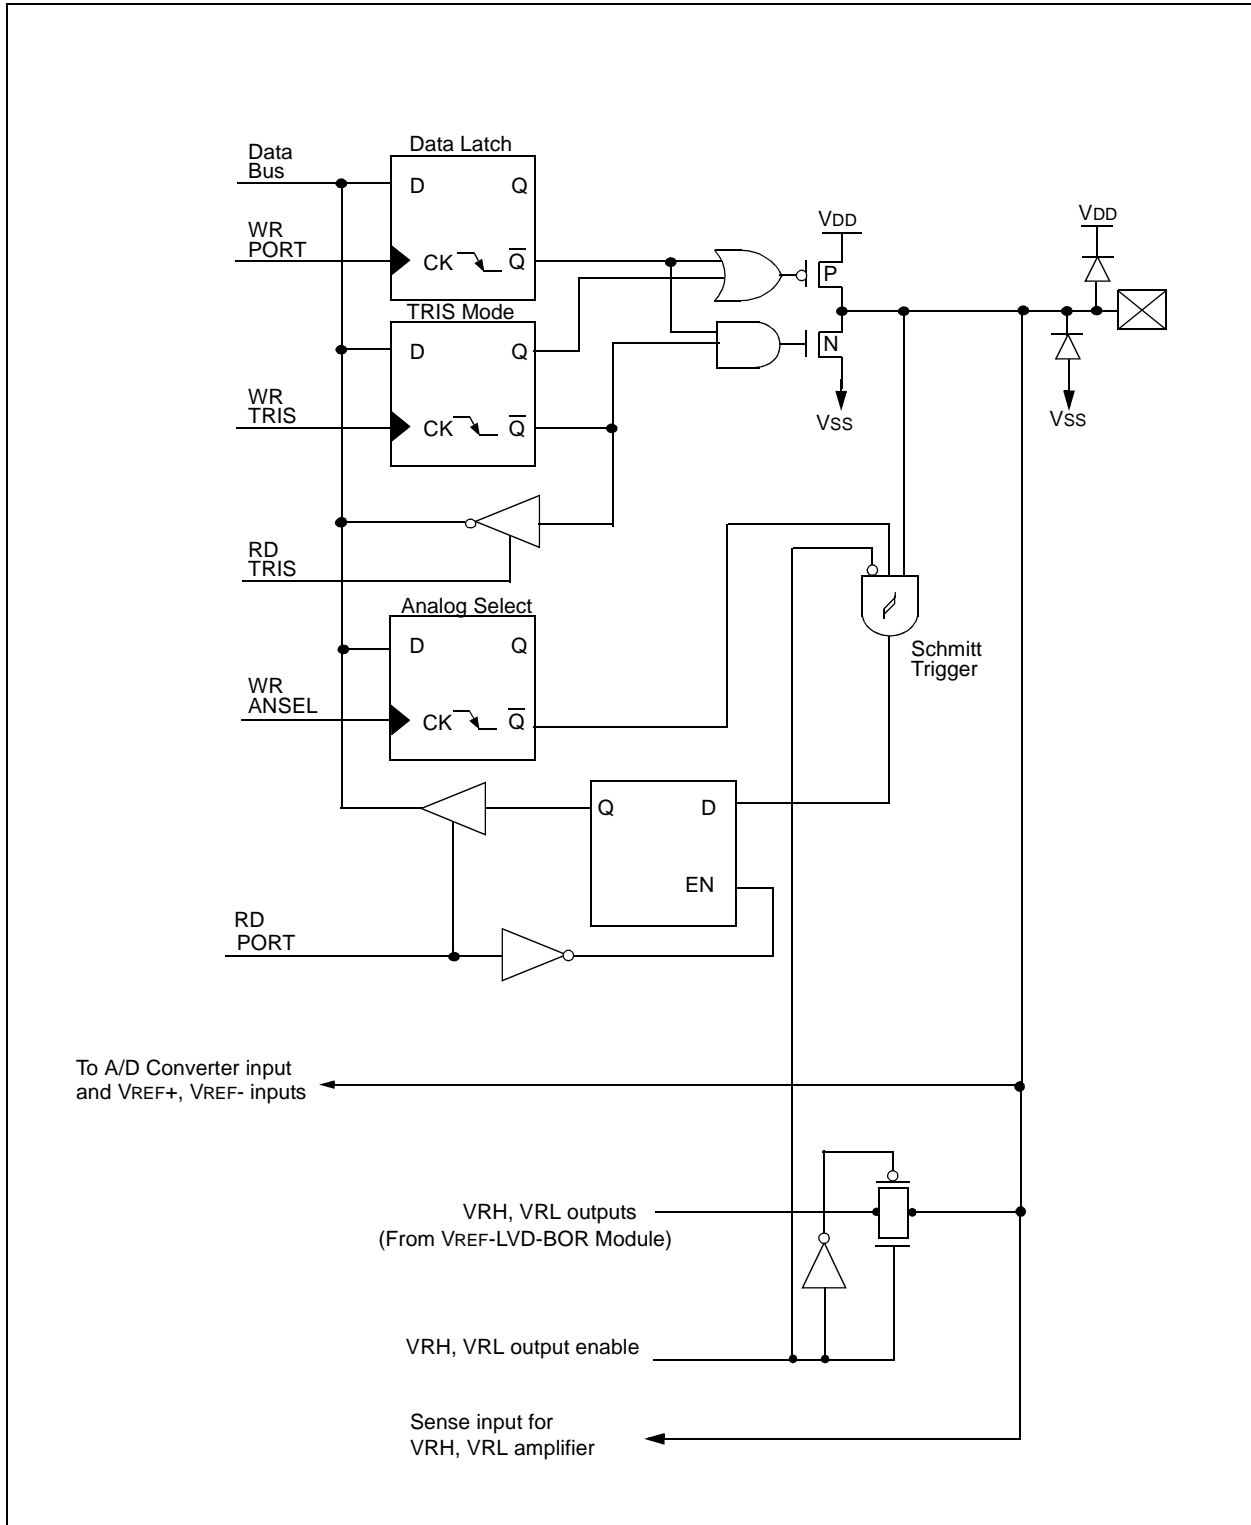 Data Latch
Data
Bus
D
Q
WR
PORT
CK
Q̅
VDD
VDD
P
TRIS Mode
D
Q
N
WR
TRIS
CK
Q̅
VSS
VSS
RD
TRIS
Analog Select
D
Q
Schmitt
Trigger
WR
ANSEL
CK
Q̅
Q
D
EN
RD
PORT
To A/D Converter input
and VREF+, VREF- inputs
VRH, VRL outputs
(From VREF-LVD-BOR Module)
VRH, VRL output enable
Sense input for
VRH, VRL amplifier